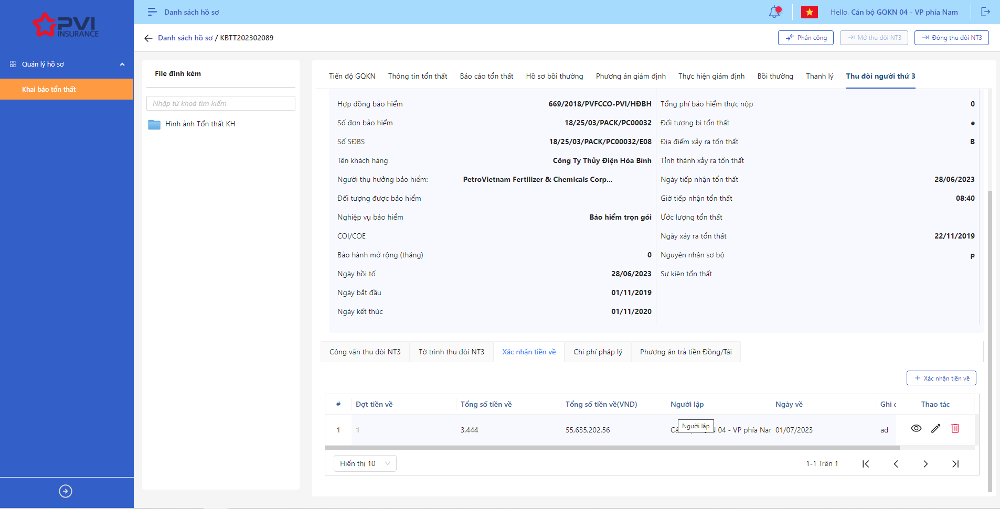 PVI
INSURANCE
Quản lý hồ sơ
Khai báo tổn thất
Danh sách hồ sơ
Hello, Cán bộ GQKN 04 - VP phía Nam
Danh sách hồ sơ / KBTT202302089
Phân công
Mở thu đòi NT3
Đóng thu đòi NT3
File đính kèm
Nhập từ khoá tìm kiếm
Hình ảnh Tổn thất KH
Tiến độ GQKN
Thông tin tổn thất
Báo cáo tổn thất
Hồ sơ bồi thường
Phương án giám định
Thực hiện giám định
Bồi thường
Thanh lý
Thu đòi người thứ 3
Hợp đồng bảo hiểm 669/2018/PVFCCO-PVI/HĐBH
Số đơn bảo hiểm 18/25/03/PACK/PC00032
Số SĐBS 18/25/03/PACK/PC00032/E08
Tên khách hàng Công Ty Thủy Điện Hòa Bình
Người thụ hưởng bảo hiểm: PetroVietnam Fertilizer & Chemicals Corp...
Đối tượng được bảo hiểm
Nghiệp vụ bảo hiểm Bảo hiểm trọn gói
COI/COE
Bảo hành mở rộng (tháng) 0
Ngày hồi tố 28/06/2023
Ngày bắt đầu 01/11/2019
Ngày kết thúc 01/11/2020
Tổng phí bảo hiểm thực nộp 0
Đối tượng bị tổn thất e
Địa điểm xảy ra tổn thất B
Tỉnh thành xảy ra tổn thất
Ngày tiếp nhận tổn thất 28/06/2023
Giờ tiếp nhận tổn thất 08:40
Ước lượng tổn thất
Ngày xảy ra tổn thất 22/11/2019
Nguyên nhân sơ bộ p
Sự kiện tổn thất
Công văn thu đòi NT3
Tờ trình thu đòi NT3
Xác nhận tiền về
Chi phí pháp lý
Phương án trả tiền Đồng/Tái
+ Xác nhận tiền về
# Đợt tiền về Tổng số tiền về Tổng số tiền về(VND) Người lập Ngày về Ghi c Thao tác
1 1 3,444 55,635,202.56 04 - VP phía Nar 01/07/2023 ad
Người lập
Hiển thị 10
1-1 Trên 1